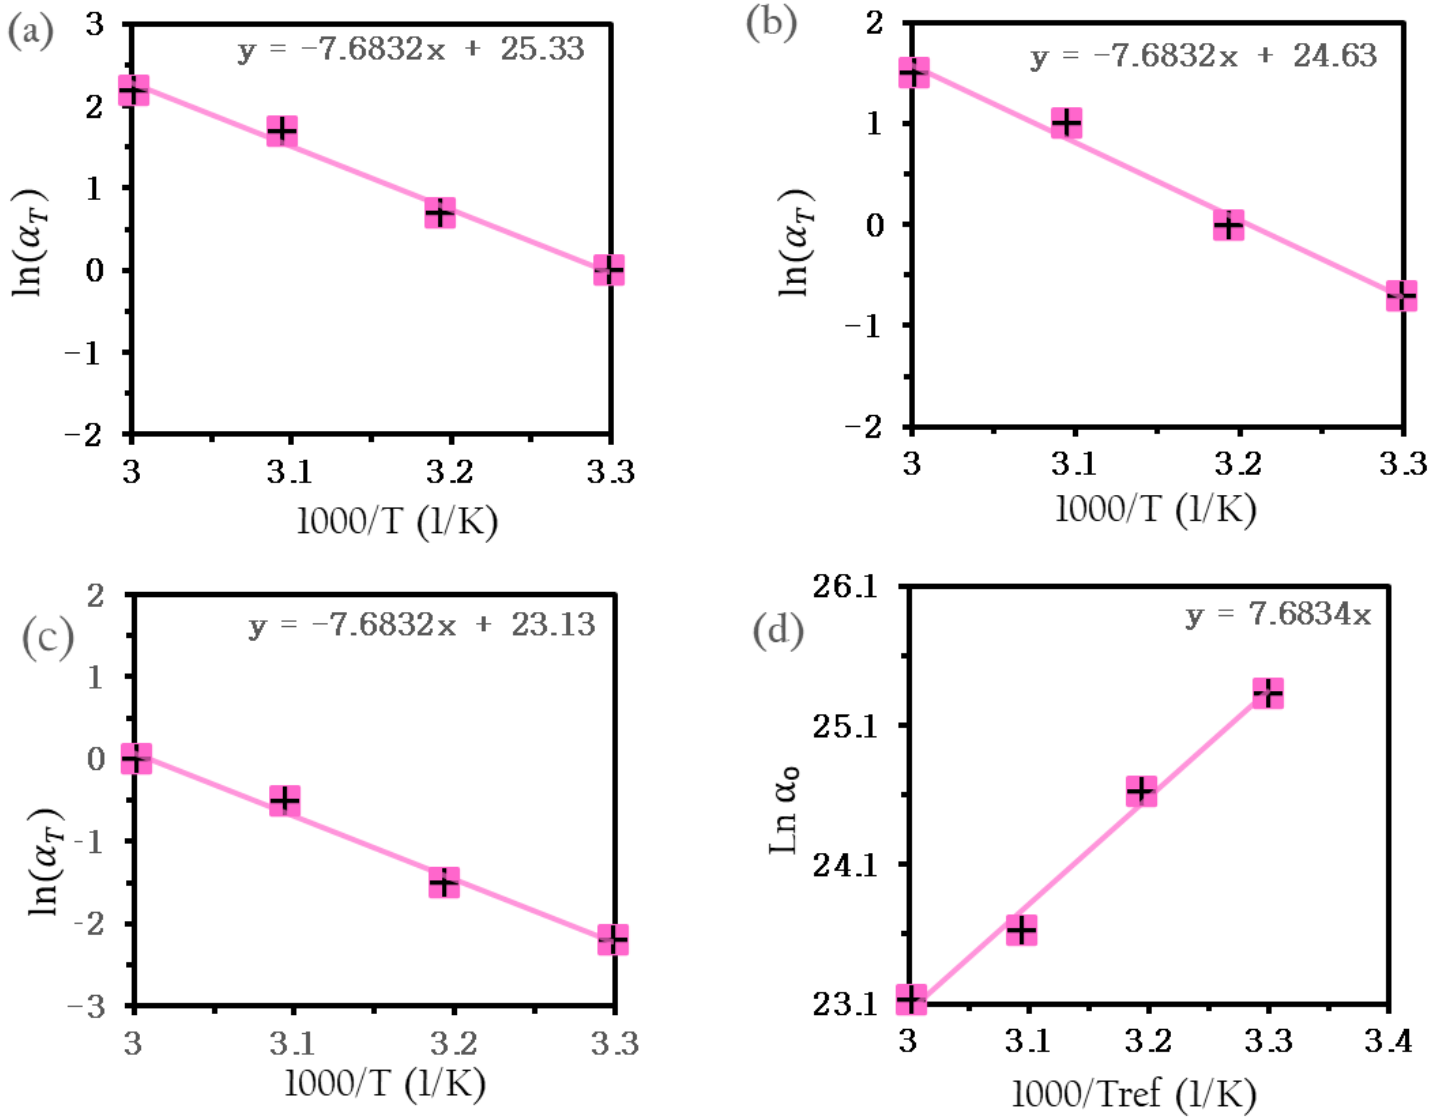 (a)
y = −7.6832x + 25.33
3
2
1
0
−1
−2
ln(α_T)
3 3.1 3.2 3.3
1000/T (1/K)
(b)
y = −7.6832x + 24.63
2
1
0
−1
−2
ln(α_T)
3 3.1 3.2 3.3
1000/T (1/K)
(c)
y = −7.6832x + 23.13
2
1
0
-1
-2
-3
ln(α_T)
3 3.1 3.2 3.3
1000/T (1/K)
(d)
y = 7.6834x
26.1
25.1
24.1
23.1
Ln α₀
3 3.1 3.2 3.3 3.4
1000/Tref (1/K)